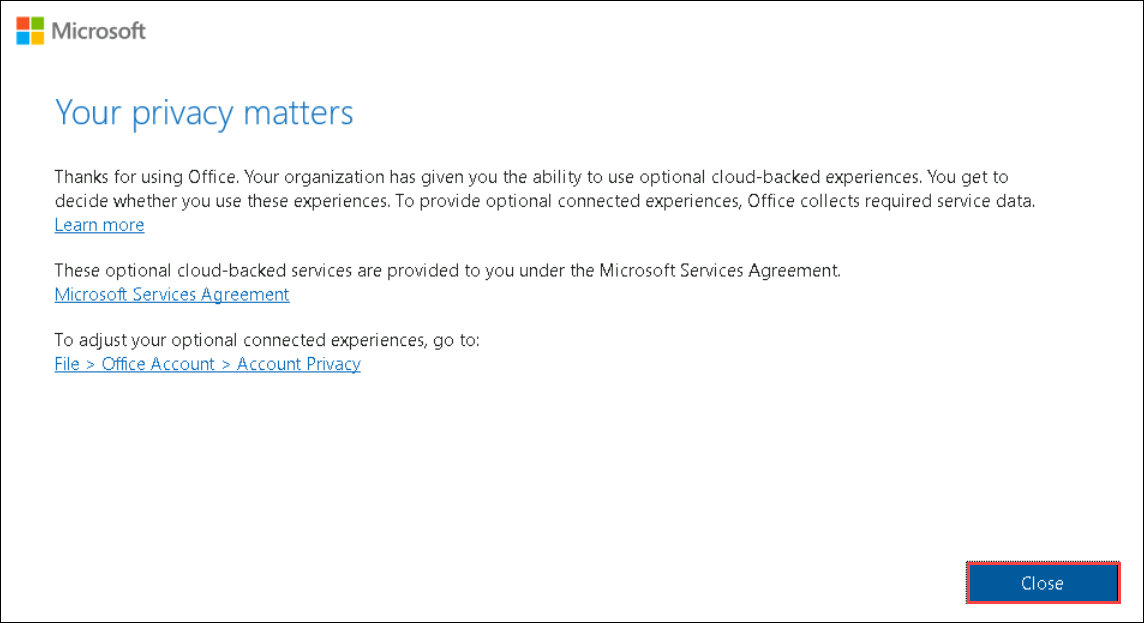 Microsoft
Your privacy matters
Thanks for using Office. Your organization has given you the ability to use optional cloud-backed experiences. You get to
decide whether you use these experiences. To provide optional connected experiences, Office collects required service data.
Learn more
These optional cloud-backed services are provided to you under the Microsoft Services Agreement.
Microsoft Services Agreement
To adjust your optional connected experiences, go to:
File > Office Account > Account Privacy
Close